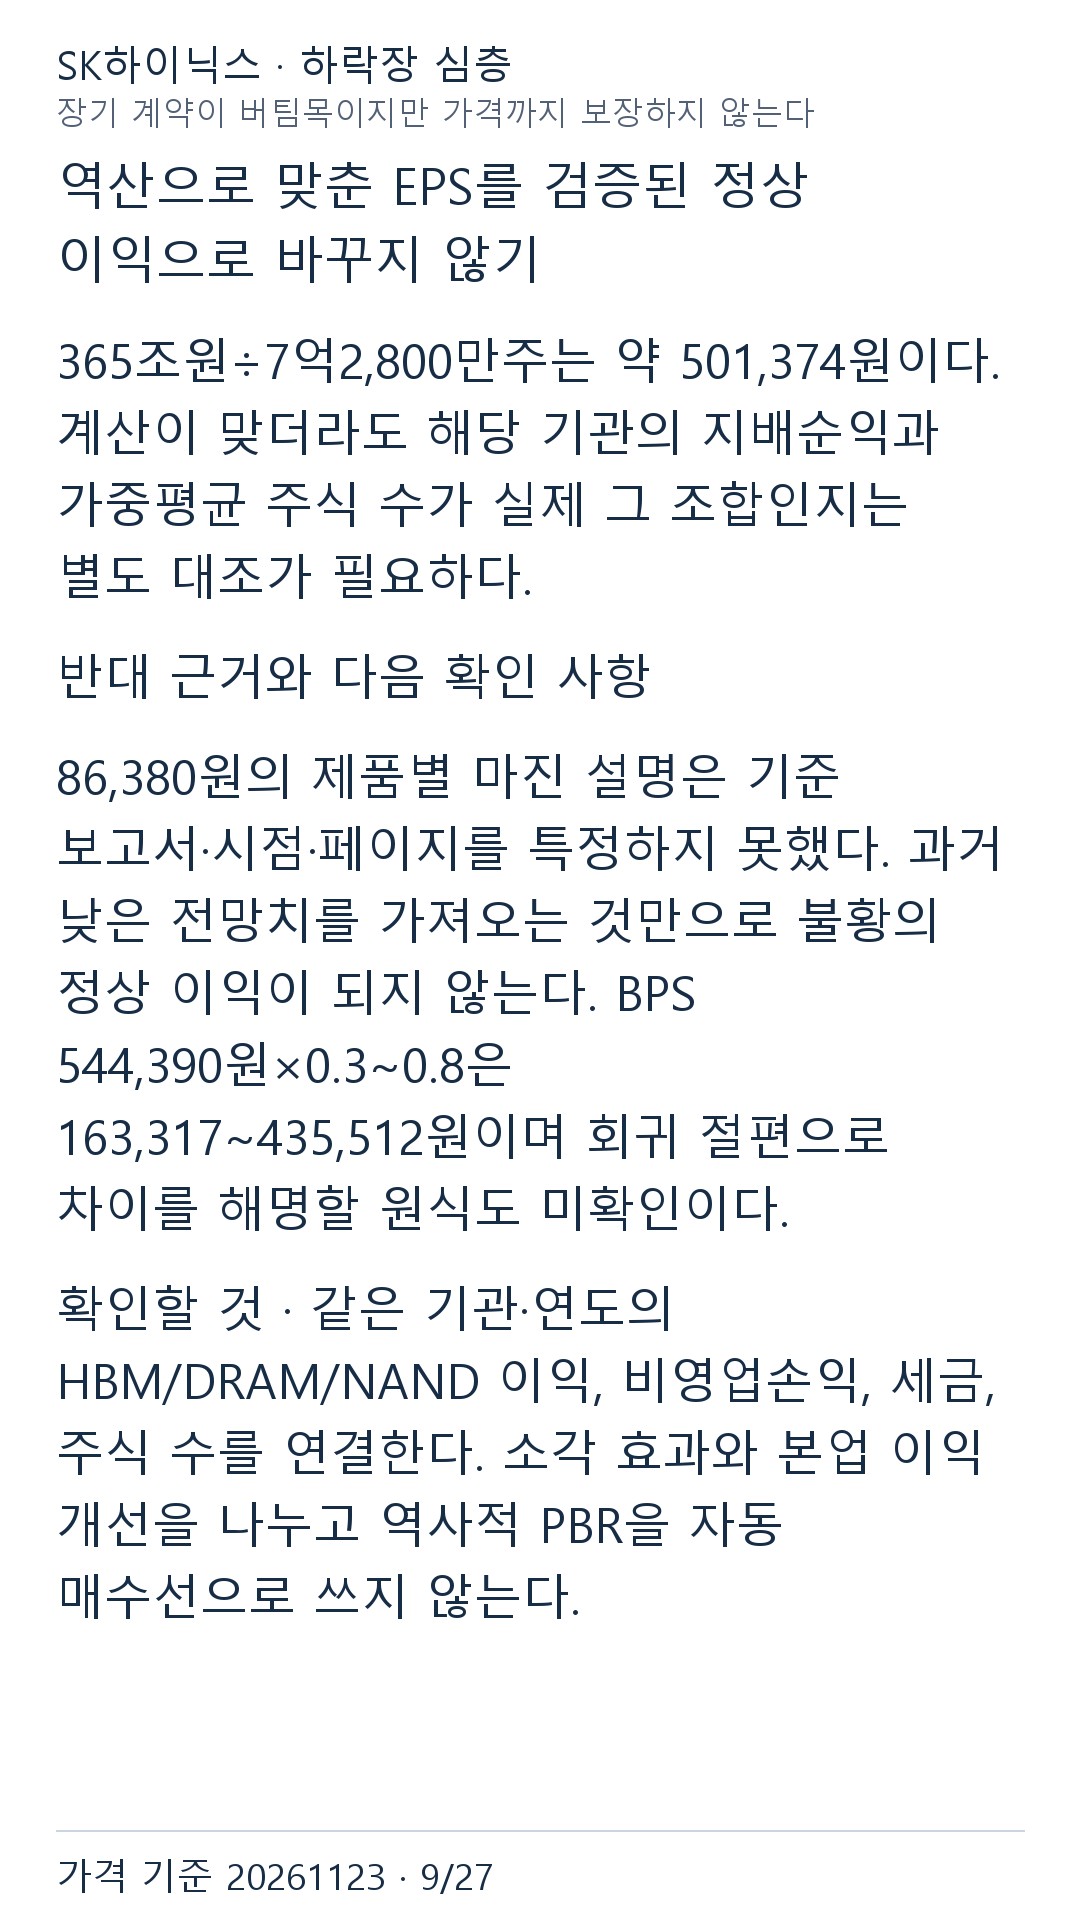 SK하이닉스 · 하락장 심층
장기 계약이 버팀목이지만 가격까지 보장하지 않는다
역산으로 맞춘 EPS를 검증된 정상
이익으로 바꾸지 않기
365조원÷7억2,800만주는 약 501,374원이다.
계산이 맞더라도 해당 기관의 지배순익과
가중평균 주식 수가 실제 그 조합인지는
별도 대조가 필요하다.
반대 근거와 다음 확인 사항
86,380원의 제품별 마진 설명은 기준
보고서·시점·페이지를 특정하지 못했다. 과거
낮은 전망치를 가져오는 것만으로 불황의
정상 이익이 되지 않는다. BPS
544,390원×0.3~0.8은
163,317~435,512원이며 회귀 절편으로
차이를 해명할 원식도 미확인이다.
확인할 것 · 같은 기관·연도의
HBM/DRAM/NAND 이익, 비영업손익, 세금,
주식 수를 연결한다. 소각 효과와 본업 이익
개선을 나누고 역사적 PBR을 자동
매수선으로 쓰지 않는다.
가격 기준 20261123 · 9/27